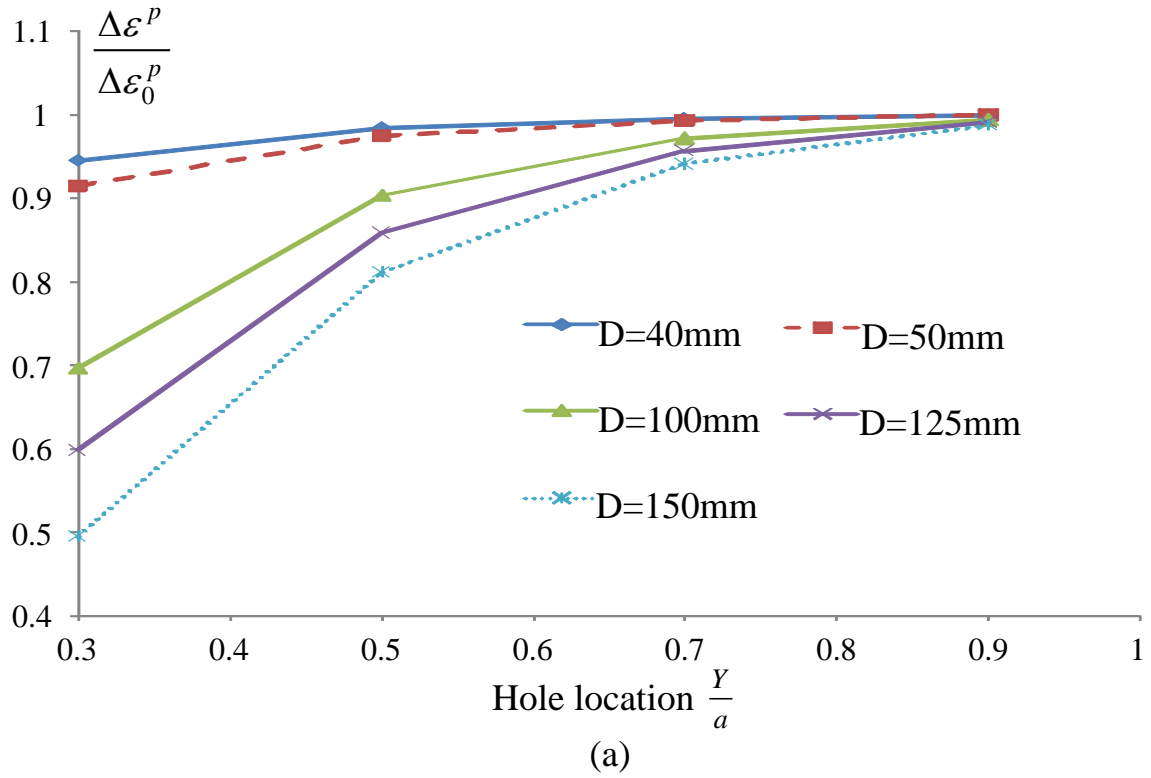 1.1
Δε^p
Δε_0^p
1
0.9
0.8
0.7
0.6
0.5
0.4
D=40mm D=50mm
D=100mm D=125mm
D=150mm
0.3 0.4 0.5 0.6 0.7 0.8 0.9 1
Hole location Y/a
(a)